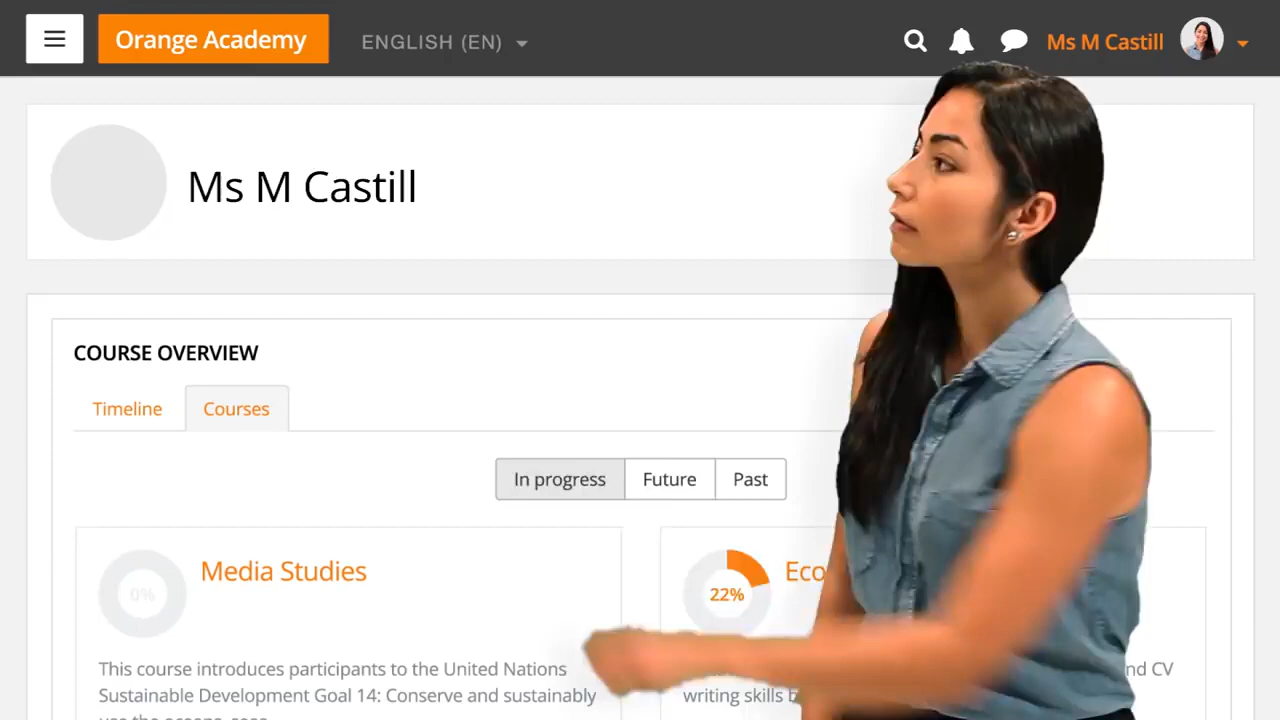 Orange Academy
ENGLISH (EN)
Ms M Castill
Ms M Castill
COURSE OVERVIEW
Timeline
Courses
In progress
Future
Past
0%
Media Studies
This course introduces participants to the United Nations
Sustainable Development Goal 14: Conserve and sustainably
22%
Eco
nd CV
writing skills b